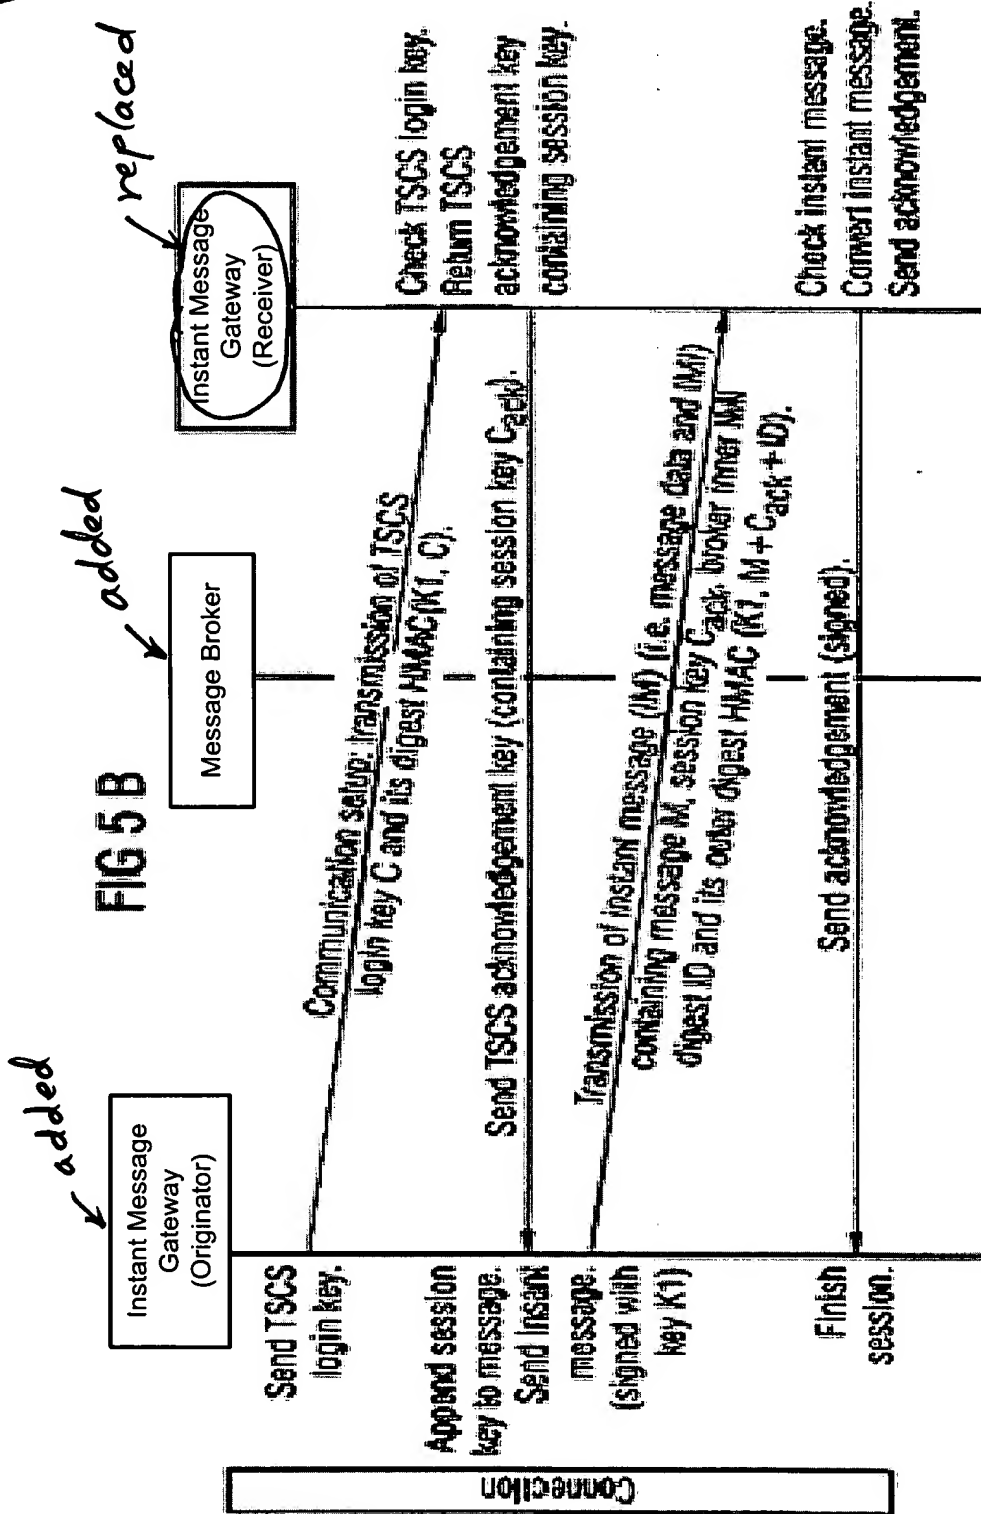 FIG 5 B
added
added
replaced
Instant Message
Gateway
(Originator)
Message Broker
Instant Message
Gateway
(Receiver)
Send TSCS
login key.
Communication setup: transmission of TSCS
login key C and its digest HMAC(K1, C).
Check TSCS login key.
Return TSCS
acknowledgement key
containing session key.
Send TSCS acknowledgement key (containing session key Cack).
Append session
key to message.
Send Insant
message.
(signed with
key K1)
Transmission of instant message (IM) (i.e. message data and IMI)
containing message M, session key Cack, broker inner
digest ID and its outer digest HMAC (K1, M+Cack+ID).
Check instant message.
Convert instant message.
Send acknowledgement.
Send acknowledgement (signed).
Finish
session.
Connection